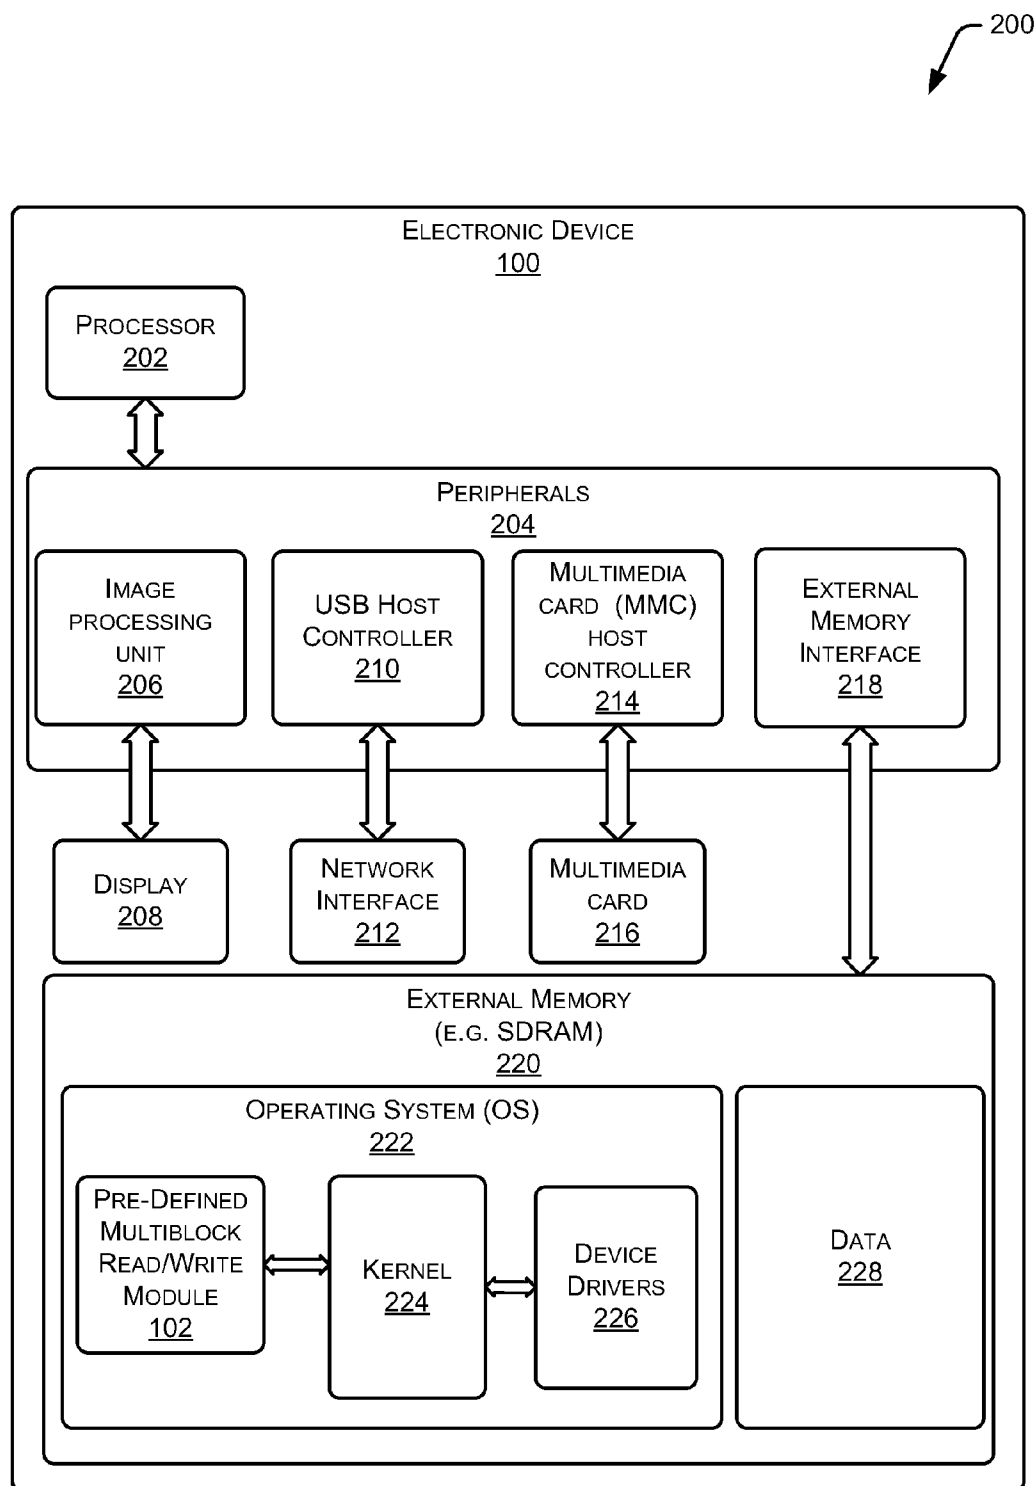 200
ELECTRONIC DEVICE
100
PROCESSOR
202
PERIPHERALS
204
IMAGE
PROCESSING
UNIT
206
USB HOST
CONTROLLER
210
MULTIMEDIA
CARD (MMC)
HOST
CONTROLLER
214
EXTERNAL
MEMORY
INTERFACE
218
DISPLAY
208
NETWORK
INTERFACE
212
MULTIMEDIA
CARD
216
EXTERNAL MEMORY
(E.G. SDRAM)
220
OPERATING SYSTEM (OS)
222
PRE-DEFINED
MULTIBLOCK
READ/WRITE
MODULE
102
KERNEL
224
DEVICE
DRIVERS
226
DATA
228